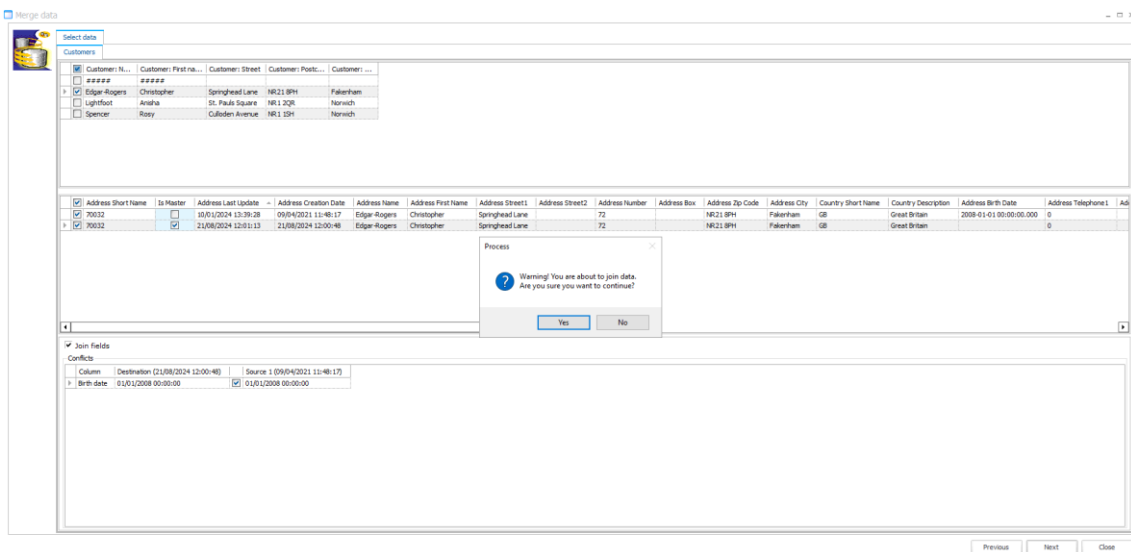 Merge data
Select data
Customers
Customer: N... Customer: First na... Customer: Street Customer: Postc... Customer: ...
##### #####
Edgar-Rogers Christopher Springhead Lane NR21 8PH Fakenham
Lightfoot Anisha St. Pauls Square NR1 2QR Norwich
Spencer Rosy Culloden Avenue NR1 1SH Norwich
Address Short Name Is Master Address Last Update Address Creation Date Address Name Address First Name Address Street1 Address Street2 Address Number Address Box Address Zip Code Address City Country Short Name Country Description Address Birth Date Address Telephone1 Ad
70032 10/01/2024 13:39:28 09/04/2021 11:48:17 Edgar-Rogers Christopher Springhead Lane 72 NR21 8PH Fakenham GB Great Britain 2008-01-01 00:00:00.000 0
70032 21/08/2024 12:01:13 21/08/2024 12:00:48 Edgar-Rogers Christopher Springhead Lane 72 NR21 8PH Fakenham GB Great Britain 0
Process
Warning! You are about to join data.
Are you sure you want to continue?
Yes No
Join fields
Conflicts
Column Destination (21/08/2024 12:00:48) Source 1 (09/04/2021 11:48:17)
Birth date 01/01/2008 00:00:00 01/01/2008 00:00:00
Previous Next Close